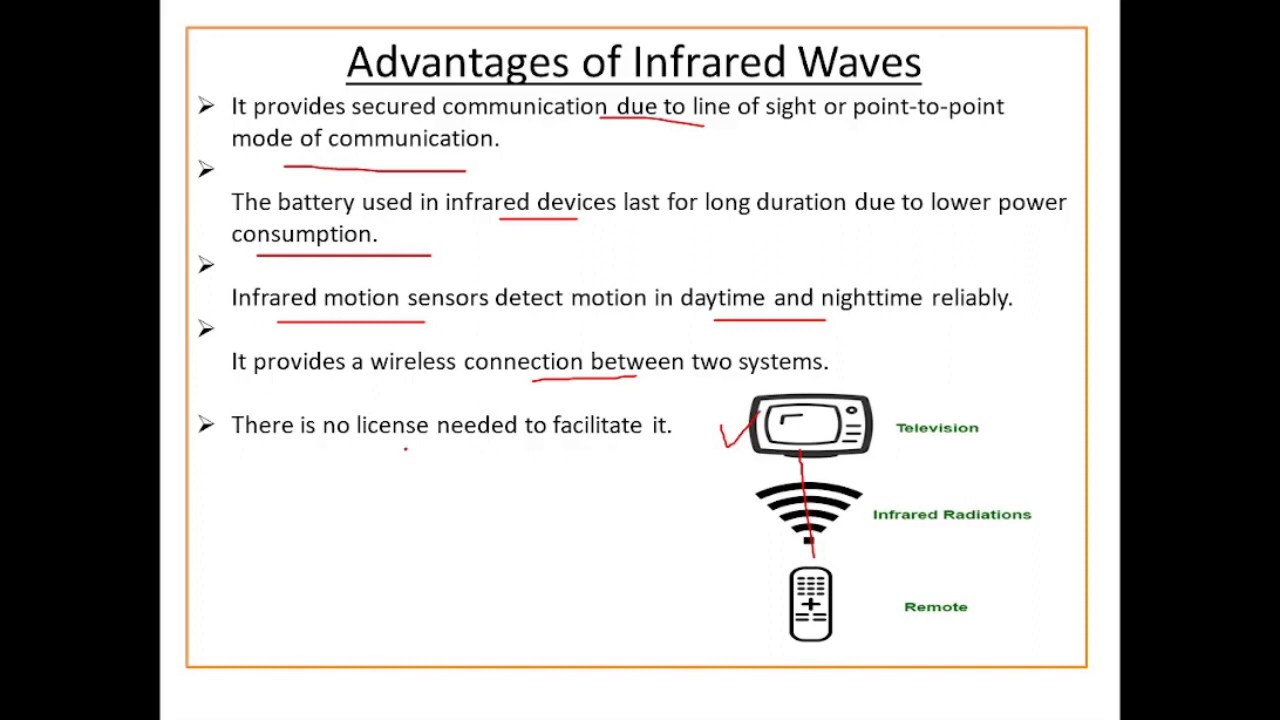 Advantages of Infrared Waves
➢ It provides secured communication due to line of sight or point-to-point
mode of communication.
➢
The battery used in infrared devices last for long duration due to lower power
consumption.
➢
Infrared motion sensors detect motion in daytime and nighttime reliably.
➢
It provides a wireless connection between two systems.
➢ There is no license needed to facilitate it.
Television
Infrared Radiations
Remote